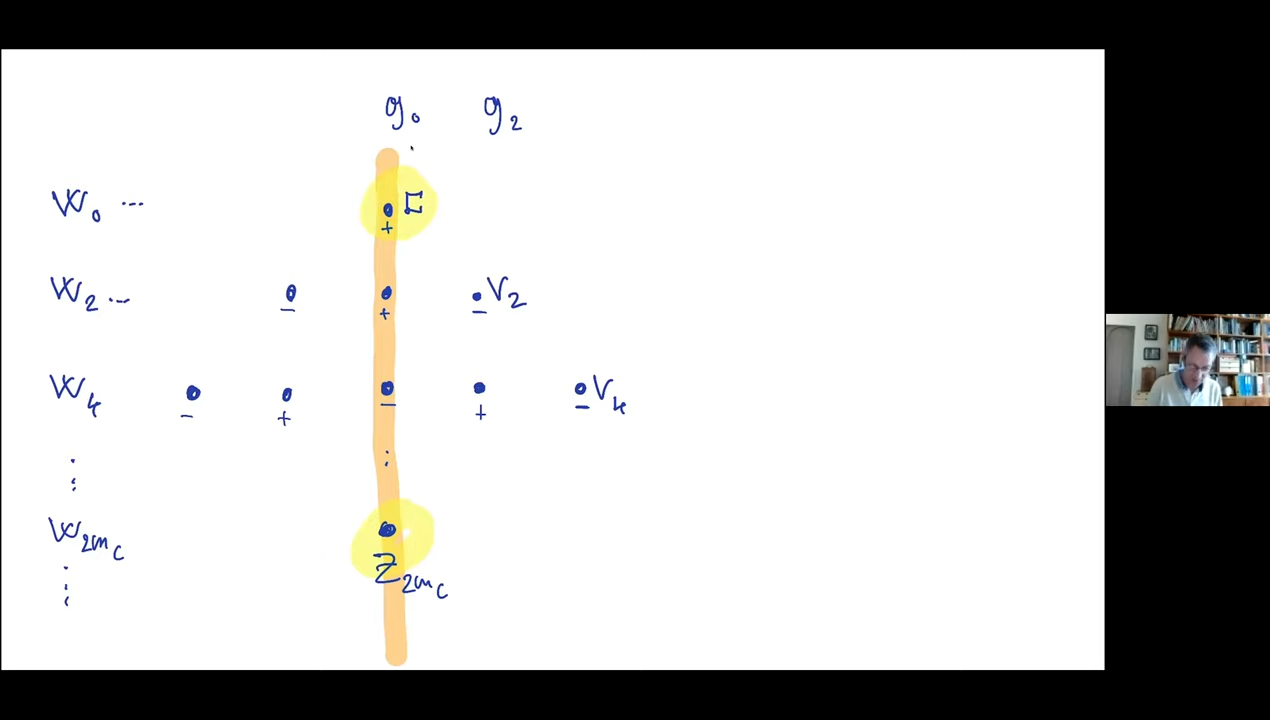 g₀ g₂
W₀ ... +
W₂ ... - + - V₂
W₄ - + - + - V₄
⋮ ⋮
W₂ₘ_c
Z₂ₘ_c
⋮